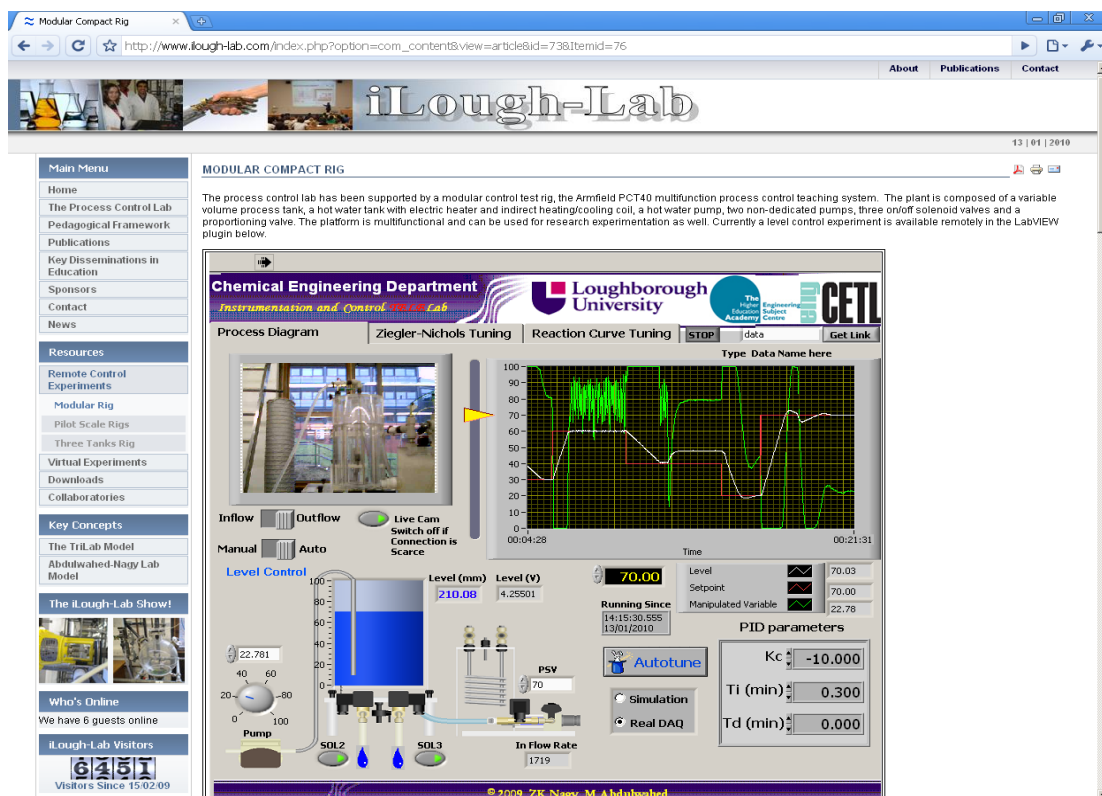 Modular Compact Rig
http://www.ilough-lab.com/index.php?option=com_content&view=article&id=73&Itemid=76
About Publications Contact
iLough-Lab
13 | 01 | 2010
Main Menu
Home
The Process Control Lab
Pedagogical Framework
Publications
Key Disseminations in
Education
Sponsors
Contact
News
Resources
Remote Control
Experiments
Modular Rig
Pilot Scale Rigs
Three Tanks Rig
Virtual Experiments
Downloads
Collaboratories
Key Concepts
The TriLab Model
Abdulwahed-Nagy Lab
Model
The iLough-Lab Show!
Who's Online
We have 6 guests online
iLough-Lab Visitors
6451
Visitors Since 15/02/09
MODULAR COMPACT RIG
The process control lab has been supported by a modular control test rig, the Armfield PCT40 multifunction process control teaching system. The plant is composed of a variable
volume process tank, a hot water tank with electric heater and indirect heating/cooling coil, a hot water pump, two non-dedicated pumps, three on/off solenoid valves and a
proportioning valve. The platform is multifunctional and can be used for research experimentation as well. Currently a level control experiment is available remotely in the LabVIEW
plugin below.
Chemical Engineering Department
Instrumentation and Control Lab
Loughborough
University
The
Higher
Education
Academy
Engineering
Subject
Centre
CETL
Process Diagram
Ziegler-Nichols Tuning
Reaction Curve Tuning
STOP
data
Get Link
Type Data Name here
100
90
80
70
60
50
40
30
20
10
0
00:04:28
00:21:31
Time
Inflow Outflow
Live Cam
Switch off if
Connection is
Scarce
Manual Auto
Level Control
100
80
60
40
20
0
Level (mm) Level (V)
210.08 4.25501
22.781
40 60
20 80
0 100
Pump
SOL2
SOL3
PSV
70
In Flow Rate
1719
70.00
Running Since
14:15:30.555
13/01/2010
Autotune
Simulation
Real DAQ
Level 70.03
Setpoint 70.00
Manipulated Variable 22.78
PID parameters
Kc -10.000
Ti (min) 0.300
Td (min) 0.000
© 2009, ZK Nagy, M Abdulwahed